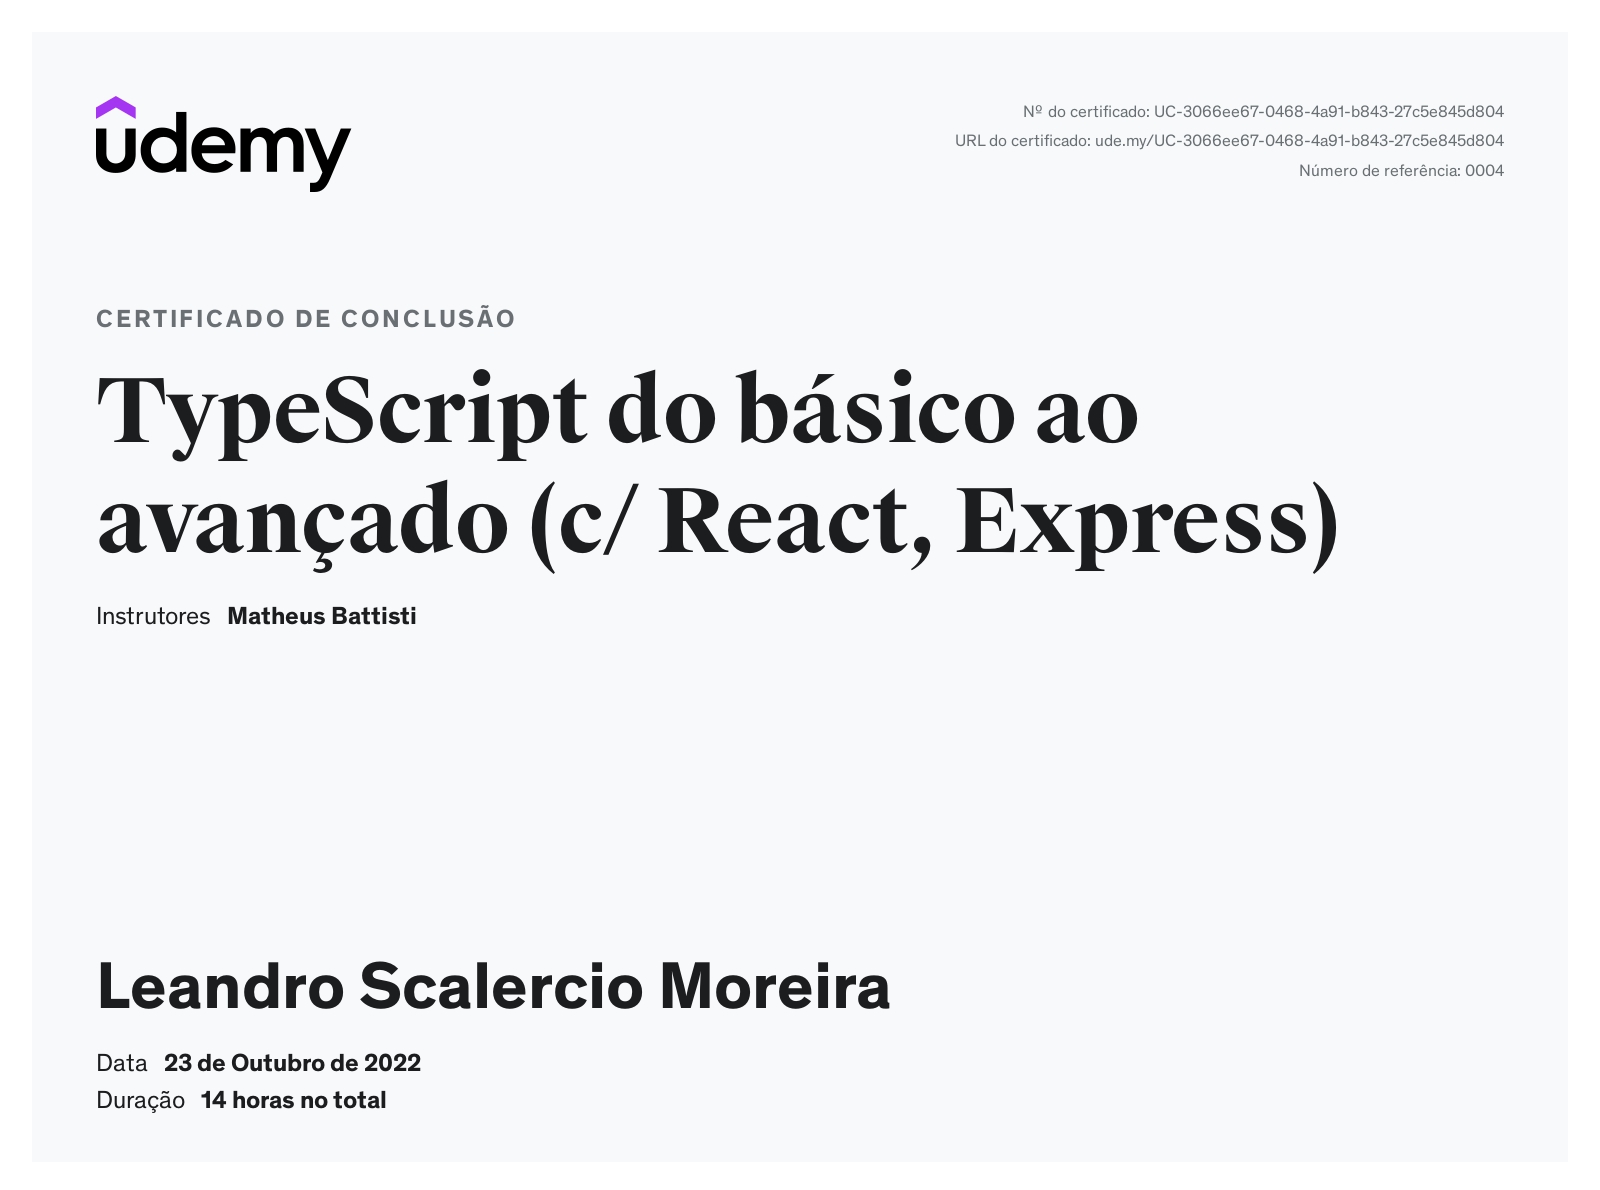 udemy
Nº do certificado: UC-3066ee67-0468-4a91-b843-27c5e845d804
URL do certificado: ude.my/UC-3066ee67-0468-4a91-b843-27c5e845d804
Número de referência: 0004
CERTIFICADO DE CONCLUSÃO
TypeScript do básico ao
avançado (c/ React, Express)
Instrutores Matheus Battisti
Leandro Scalercio Moreira
Data 23 de Outubro de 2022
Duração 14 horas no total